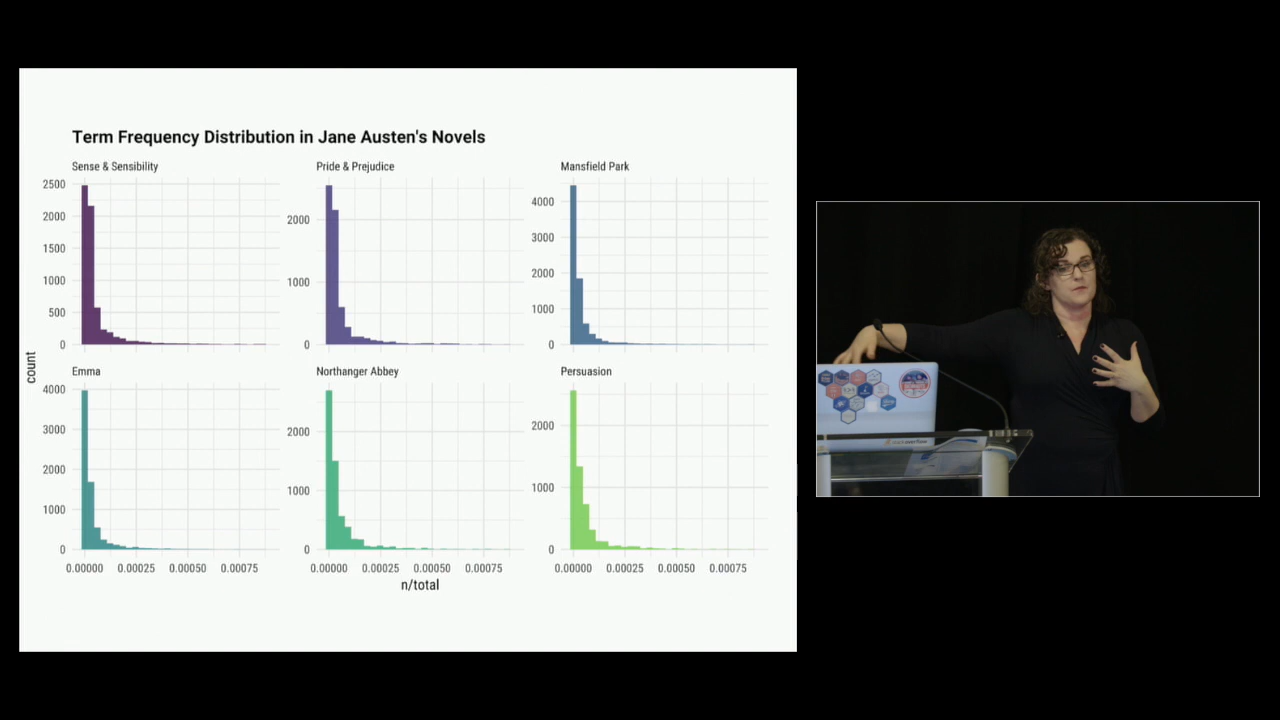 Term Frequency Distribution in Jane Austen's Novels
Sense & Sensibility
Pride & Prejudice
Mansfield Park
2500
2000
1500
1000
500
0
2000
1000
0
4000
3000
2000
1000
0
count
Emma
Northanger Abbey
Persuasion
4000
3000
2000
1000
0
2000
1000
0
2000
1000
0
0.00000 0.00025 0.00050 0.00075
0.00000 0.00025 0.00050 0.00075
0.00000 0.00025 0.00050 0.00075
n/total